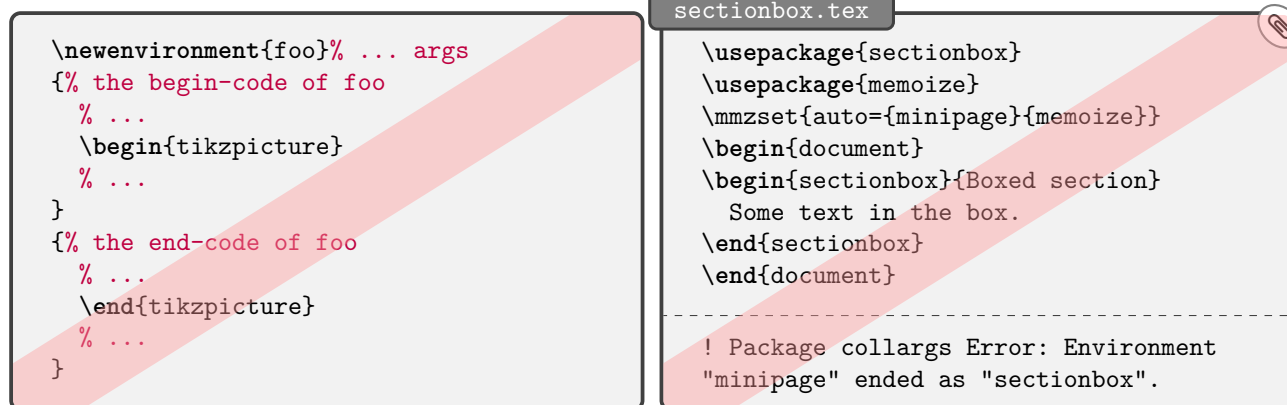 \newenvironment{foo}% ... args
{% the begin-code of foo
  % ...
  \begin{tikzpicture}
  % ...
}
{% the end-code of foo
  % ...
  \end{tikzpicture}
  % ...
}
sectionbox.tex
\usepackage{sectionbox}
\usepackage{memoize}
\mmzset{auto={minipage}{memoize}}
\begin{document}
\begin{sectionbox}{Boxed section}
  Some text in the box.
\end{sectionbox}
\end{document}
! Package collargs Error: Environment
"minipage" ended as "sectionbox".